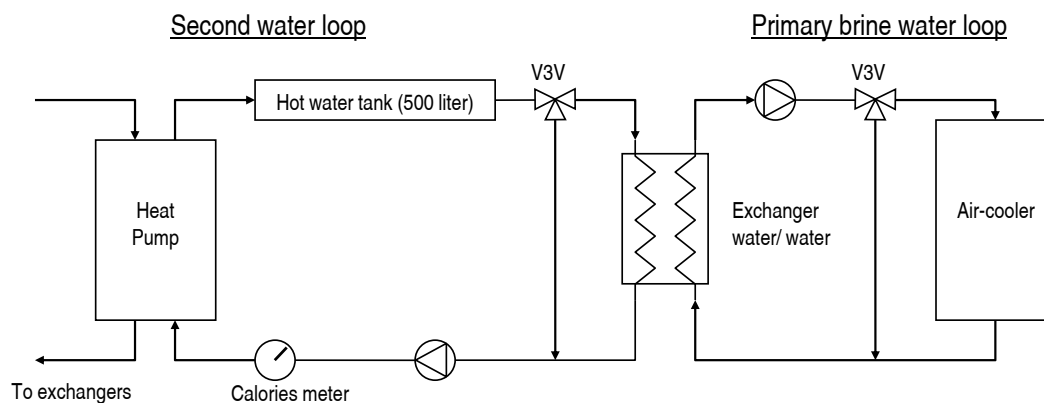 Second water loop
Primary brine water loop
V3V
V3V
Hot water tank (500 liter)
Heat
Pump
Exchanger
water/ water
Air-cooler
To exchangers
Calories meter